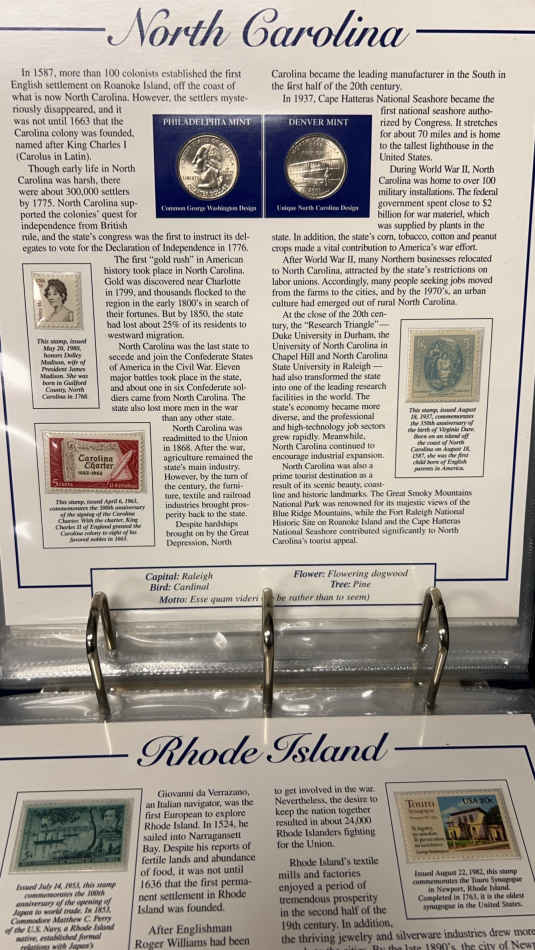 North Carolina
In 1587, more than 100 colonists established the first
English settlement on Roanoke Island, off the coast of
what is now North Carolina. However, the settlers myste-
riously disappeared, and it
was not until 1663 that the
Carolina colony was founded,
named after King Charles I
(Carolus in Latin).
Though early life in North
Carolina was harsh, there
were about 300,000 settlers
by 1775. North Carolina sup-
ported the colonies' quest for
independence from British
rule, and the state's congress was the first to instruct its del-
egates to vote for the Declaration of Independence in 1776.
The first "gold rush" in American
history took place in North Carolina.
Gold was discovered near Charlotte
in 1799, and thousands flocked to the
region in the early 1800's in search of
their fortunes. But by 1850, the state
had lost about 25% of its residents to
westward migration.
North Carolina was the last state to
secede and join the Confederate States
of America in the Civil War. Eleven
major battles took place in the state,
and about one in six Confederate sol-
diers came from North Carolina. The
state also lost more men in the war
than any other state.
North Carolina was
readmitted to the Union
in 1868. After the war,
agriculture remained the
state's main industry.
However, by the turn of
the century, the furni-
ture, textile and railroad
industries brought pros-
perity back to the state.
Despite hardships
brought on by the Great
Depression, North
PHILADELPHIA MINT
Common George Washington Design
DENVER MINT
Unique North Carolina Design
This stamp, issued
May 20, 1980,
honors Dolley
Madison, wife of
President James
Madison. She was
born in Guilford
County, North
Carolina in 1768.
Carolina
Charter
1663-1963
5 cents
U.S. Postage
This stamp, issued April 6, 1963,
commemorates the 300th anniversary
of the signing of the Carolina
Charter. With the charter, King
Charles II of England granted the
Carolina colony to eight of his
favored nobles in 1663.
Carolina became the leading manufacturer in the South in
the first half of the 20th century.
In 1937, Cape Hatteras National Seashore became the
first national seashore autho-
rized by Congress. It stretches
for about 70 miles and is home
to the tallest lighthouse in the
United States.
During World War II, North
Carolina was home to over 100
military installations. The federal
government spent close to $2
billion for war materiel, which
was supplied by plants in the
state. In addition, the state's corn, tobacco, cotton and peanut
crops made a vital contribution to America's war effort.
After World War II, many Northern businesses relocated
to North Carolina, attracted by the state's restrictions on
labor unions. Accordingly, many people seeking jobs moved
from the farms to the cities, and by the 1970's, an urban
culture had emerged out of rural North Carolina.
At the close of the 20th cen-
tury, the "Research Triangle"—
Duke University in Durham, the
University of North Carolina in
Chapel Hill and North Carolina
State University in Raleigh —
had also transformed the state
into one of the leading research
facilities in the world. The
state's economy became more
diverse, and the professional
and high-technology job sectors
grew rapidly. Meanwhile,
North Carolina continued to
encourage industrial expansion.
North Carolina was also a
prime tourist destination as a
result of its scenic beauty, coast-
line and historic landmarks. The Great Smoky Mountains
National Park was renowned for its majestic views of the
Blue Ridge Mountains, while the Fort Raleigh National
Historic Site on Roanoke Island and the Cape Hatteras
National Seashore contributed significantly to North
Carolina's tourist appeal.
This stamp, issued August
18, 1937, commemorates
the 350th anniversary of
the birth of Virginia Dare.
Born on an island off
the coast of North
Carolina on August 18,
1587, she was the first
child born of English
parents in America.
Capital: Raleigh
Flower: Flowering dogwood
Bird: Cardinal
Tree: Pine
Motto: Esse quam videri be rather than to seem)
Rhode Island
Issued July 14, 1953, this stamp
commemorates the 100th
anniversary of the opening of
Japan to world trade. In 1853,
Commodore Matthew C. Perry
of the U.S. Navy, a Rhode Island
native, established formal
relations with Japan's
Giovanni da Verrazano,
an Italian navigator, was the
first European to explore
Rhode Island. In 1524, he
sailed into Narragansett
Bay. Despite his reports of
fertile lands and abundance
of food, it was not until
1636 that the first perma-
nent settlement in Rhode
Island was founded.
After Englishman
Roger Williams had been
to get involved in the war.
Nevertheless, the desire to
keep the nation together
resulted in about 24,000
Rhode Islanders fighting
for the Union.
Rhode Island's textile
mills and factories
enjoyed a period of
tremendous prosperity
in the second half of the
19th century. In addition,
the thriving jewelry and silverware industries drew more
By the late 1890's, the city of New
Touro
Synagogue
USA 20c
Issued August 22, 1982, this stamp
commemorates the Touro Synagogue
in Newport, Rhode Island.
Completed in 1763, it is the oldest
synagogue in the United States.